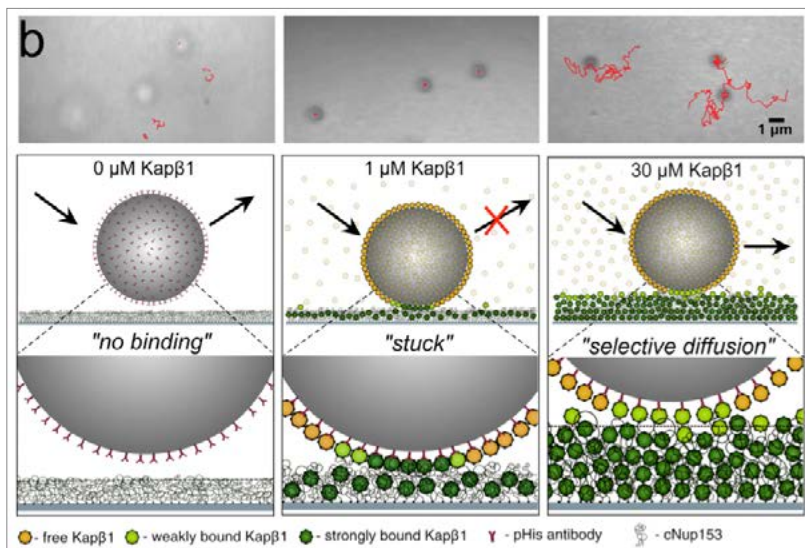 b
1 µm
0 µM Kapβ1
1 µM Kapβ1
30 µM Kapβ1
"no binding"
"stuck"
"selective diffusion"
- free Kapβ1 - weakly bound Kapβ1 - strongly bound Kapβ1 - pHis antibody - cNup153